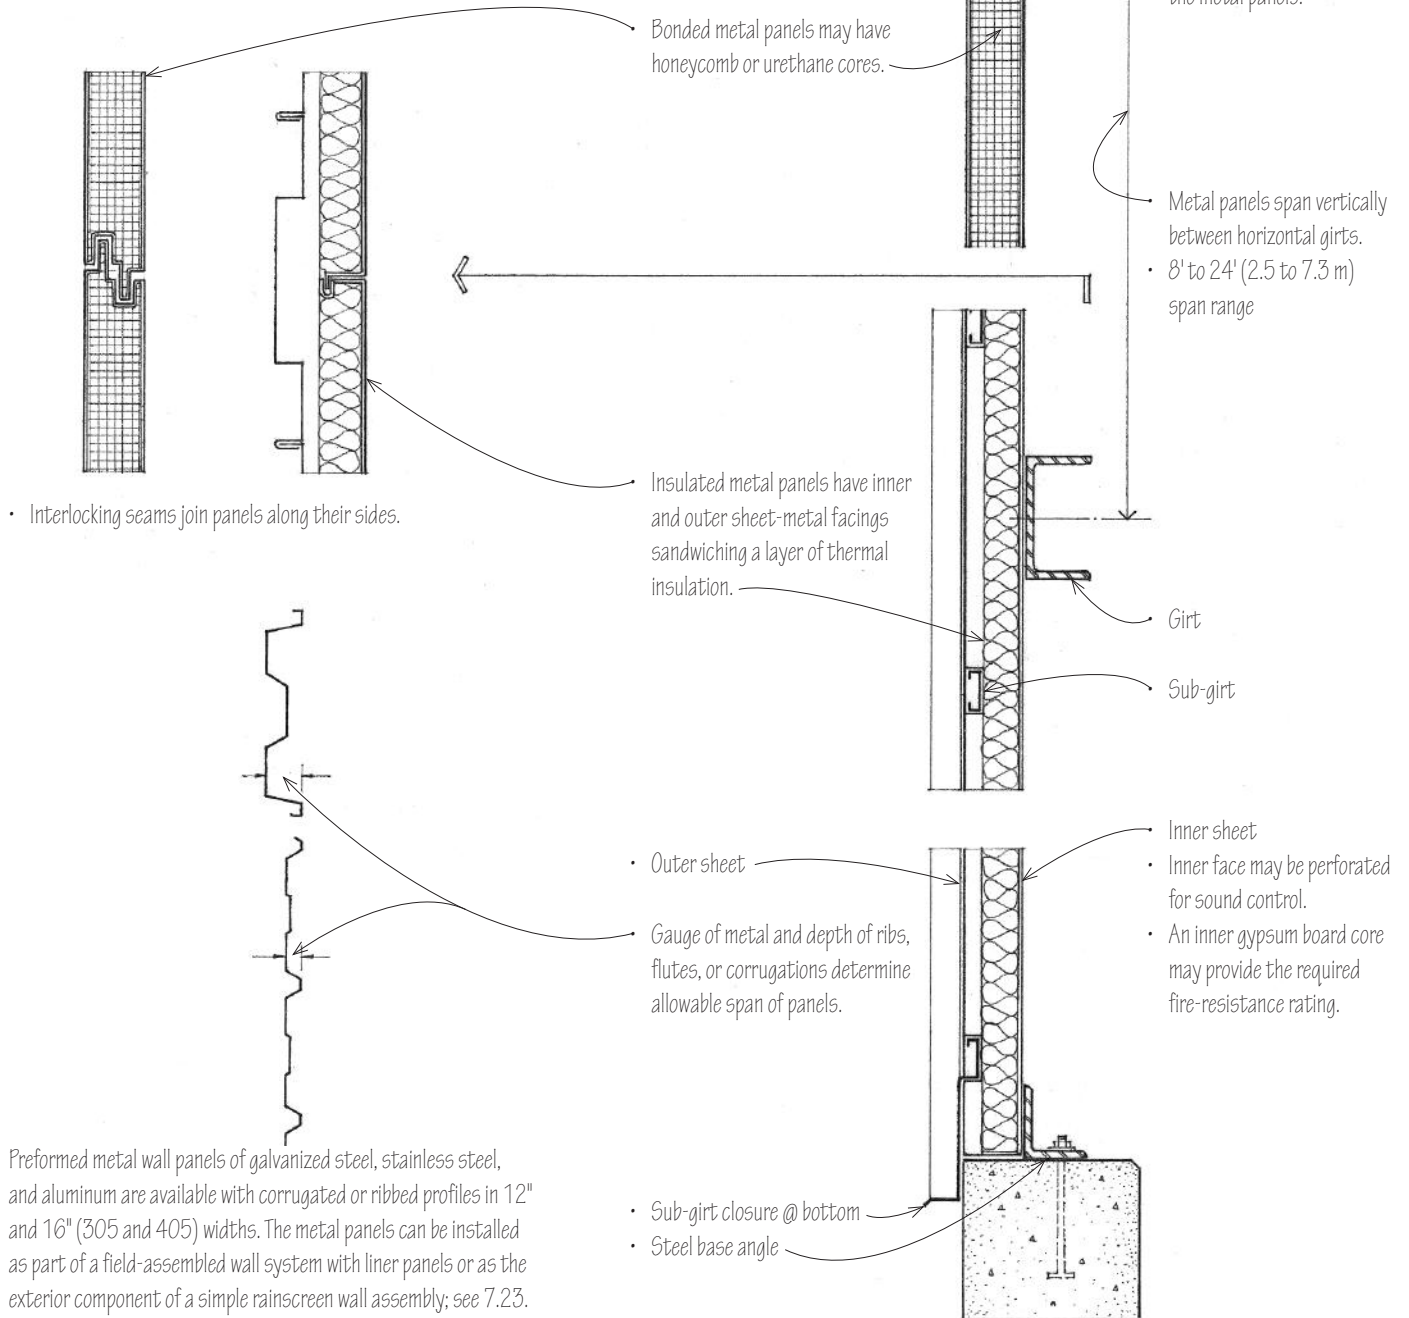 the metal panels.
• Bonded metal panels may have
honeycomb or urethane cores.
• Metal panels span vertically
between horizontal girts.
• 8' to 24' (2.5 to 7.3 m)
span range
• Interlocking seams join panels along their sides.
• Insulated metal panels have inner
and outer sheet-metal facings
sandwiching a layer of thermal
insulation.
• Girt
• Sub-girt
• Outer sheet
• Gauge of metal and depth of ribs,
flutes, or corrugations determine
allowable span of panels.
• Inner sheet
• Inner face may be perforated
for sound control.
• An inner gypsum board core
may provide the required
fire-resistance rating.
Preformed metal wall panels of galvanized steel, stainless steel,
and aluminum are available with corrugated or ribbed profiles in 12"
and 16" (305 and 405) widths. The metal panels can be installed
as part of a field-assembled wall system with liner panels or as the
exterior component of a simple rainscreen wall assembly; see 7.23.
• Sub-girt closure @ bottom
• Steel base angle